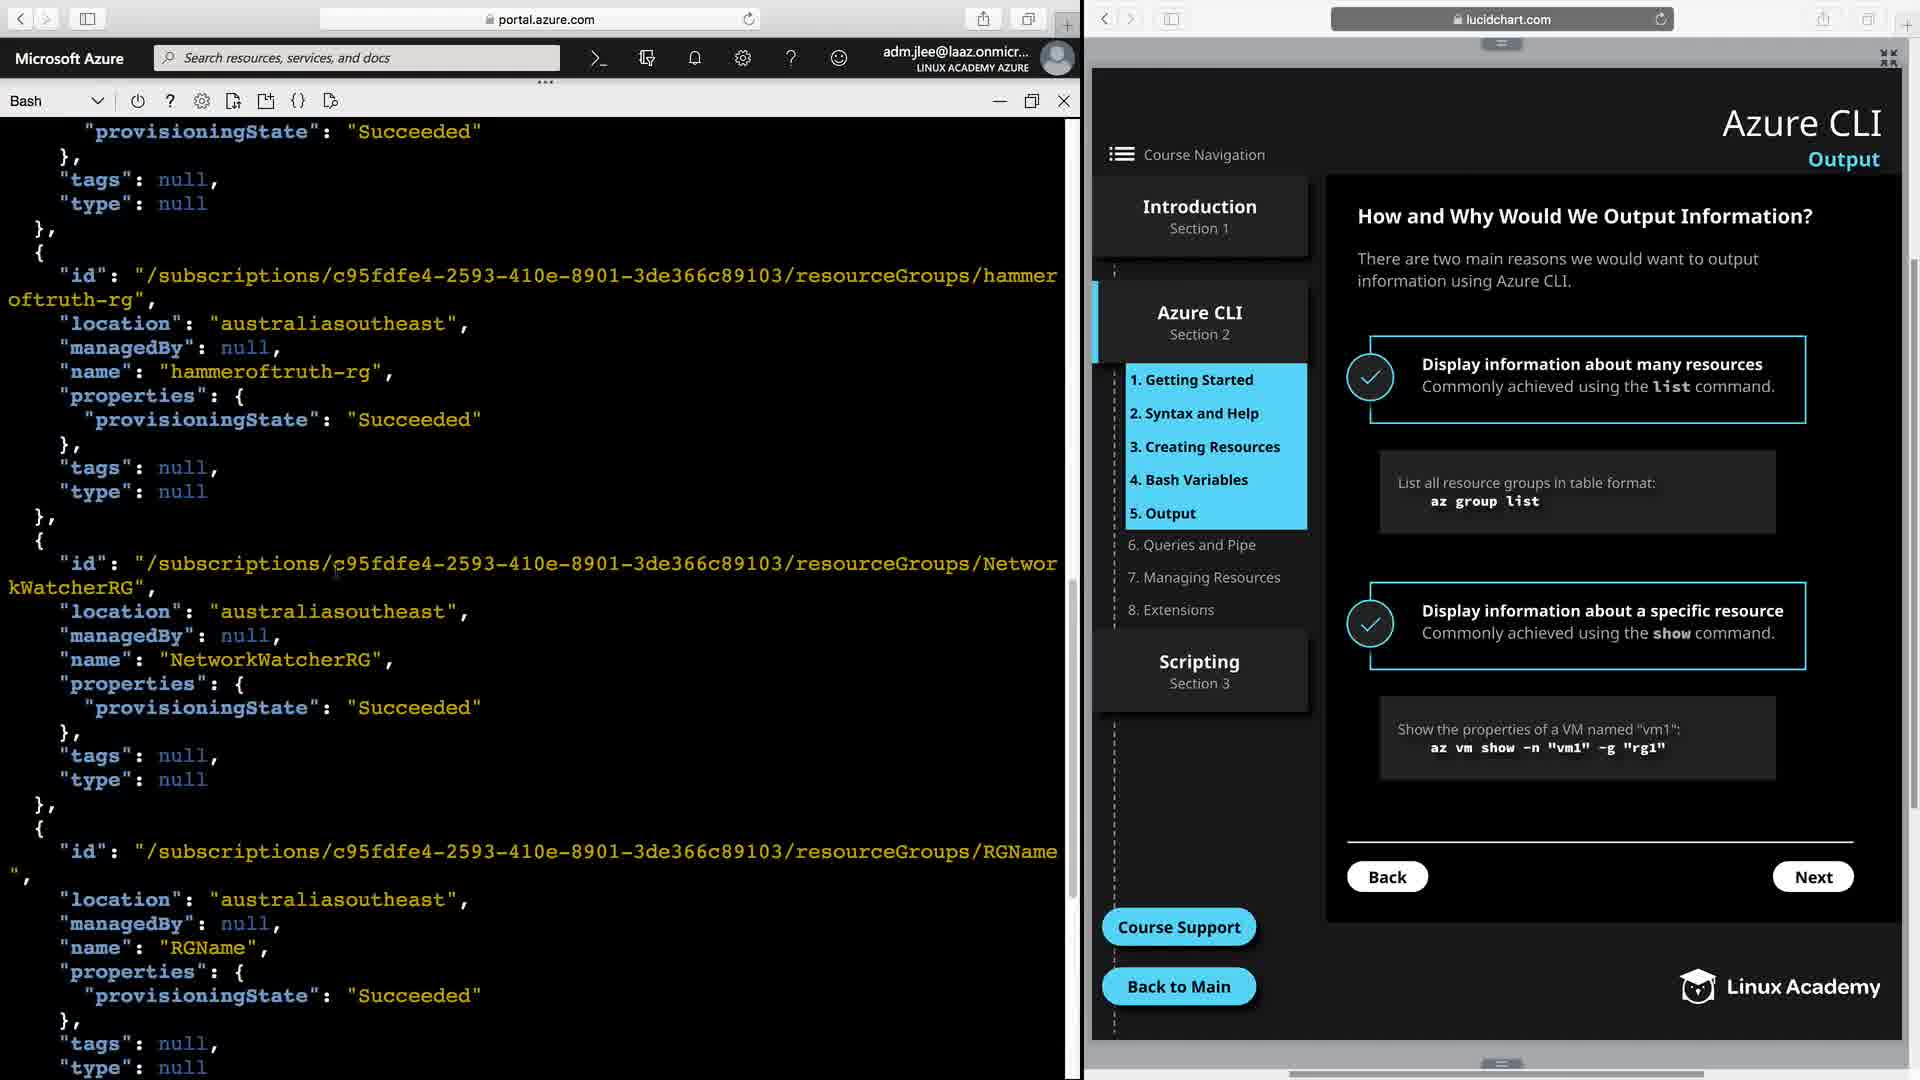 portal.azure.com
Microsoft Azure
Search resources, services, and docs
adm.jlee@laaz.onmicr...
LINUX ACADEMY AZURE
Bash
"provisioningState": "Succeeded"
},
"tags": null,
"type": null
},
{
"id": "/subscriptions/c95fdfe4-2593-410e-8901-3de366c89103/resourceGroups/hammer
oftruth-rg",
"location": "australiasoutheast",
"managedBy": null,
"name": "hammeroftruth-rg",
"properties": {
"provisioningState": "Succeeded"
},
"tags": null,
"type": null
},
{
"id": "/subscriptions/c95fdfe4-2593-410e-8901-3de366c89103/resourceGroups/Networ
kWatcherRG",
"location": "australiasoutheast",
"managedBy": null,
"name": "NetworkWatcherRG",
"properties": {
"provisioningState": "Succeeded"
},
"tags": null,
"type": null
},
{
"id": "/subscriptions/c95fdfe4-2593-410e-8901-3de366c89103/resourceGroups/RGName
",
"location": "australiasoutheast",
"managedBy": null,
"name": "RGName",
"properties": {
"provisioningState": "Succeeded"
},
"tags": null,
"type": null
lucidchart.com
Azure CLI
Output
Course Navigation
Introduction
Section 1
Azure CLI
Section 2
1. Getting Started
2. Syntax and Help
3. Creating Resources
4. Bash Variables
5. Output
6. Queries and Pipe
7. Managing Resources
8. Extensions
Scripting
Section 3
Course Support
Back to Main
How and Why Would We Output Information?
There are two main reasons we would want to output
information using Azure CLI.
Display information about many resources
Commonly achieved using the list command.
List all resource groups in table format:
az group list
Display information about a specific resource
Commonly achieved using the show command.
Show the properties of a VM named "vm1":
az vm show -n "vm1" -g "rg1"
Back
Next
Linux Academy